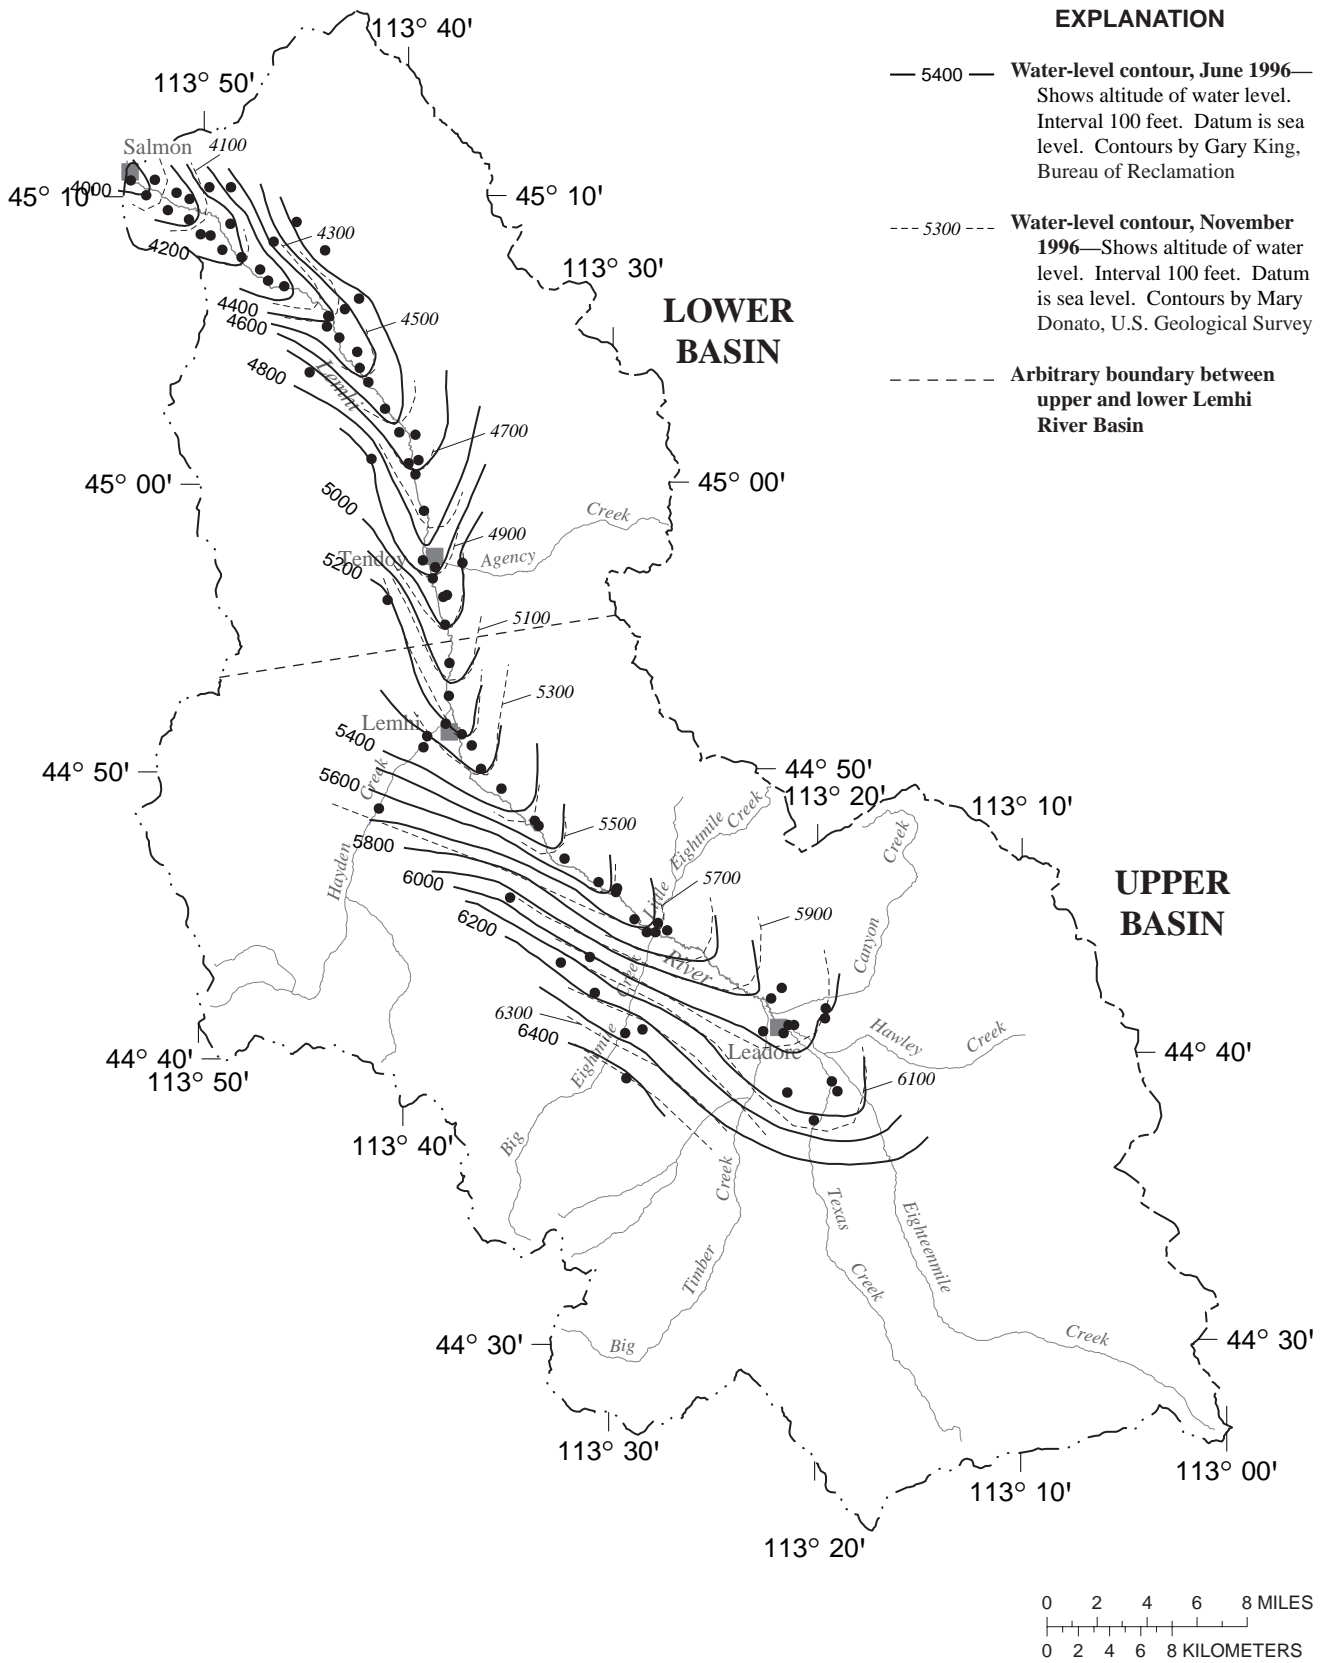 EXPLANATION
5400
Water-level contour, June 1996—
Shows altitude of water level.
Interval 100 feet. Datum is sea
level. Contours by Gary King,
Bureau of Reclamation
5300
Water-level contour, November
1996—Shows altitude of water
level. Interval 100 feet. Datum
is sea level. Contours by Mary
Donato, U.S. Geological Survey
Arbitrary boundary between
upper and lower Lemhi
River Basin
113° 40'
113° 50'
Salmon
4100
4000
45° 10'
45° 10'
4200
4300
113° 30'
LOWER
BASIN
4400
4600
4500
4800
Lemhi
4700
45° 00'
45° 00'
5000
Creek
4900
Tendoy
Agency
5200
5100
5300
Lemhi
5400
44° 50'
44° 50'
113° 20'
113° 10'
5600
Creek
5500
Eightmile
Creek
Creek
5800
Hayden
Little
5700
UPPER
BASIN
6000
5900
6200
Canyon
River
Creek
6300
6400
Hawley
Creek
Leadore
44° 40'
44° 40'
113° 50'
Eightmile
6100
113° 40'
Big
Creek
Texas
Eighteenmile
Timber
Creek
44° 30'
Big
Creek
44° 30'
113° 30'
113° 00'
113° 10'
113° 20'
0 2 4 6 8 MILES
0 2 4 6 8 KILOMETERS